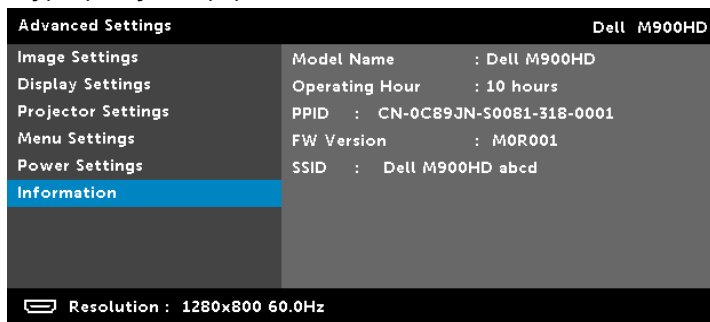 Advanced Settings Dell M900HD
Image Settings
Display Settings
Projector Settings
Menu Settings
Power Settings
Information
Model Name : Dell M900HD
Operating Hour : 10 hours
PPID : CN-0C89JN-S0081-318-0001
FW Version : M0R001
SSID : Dell M900HD abcd
Resolution : 1280x800 60.0Hz